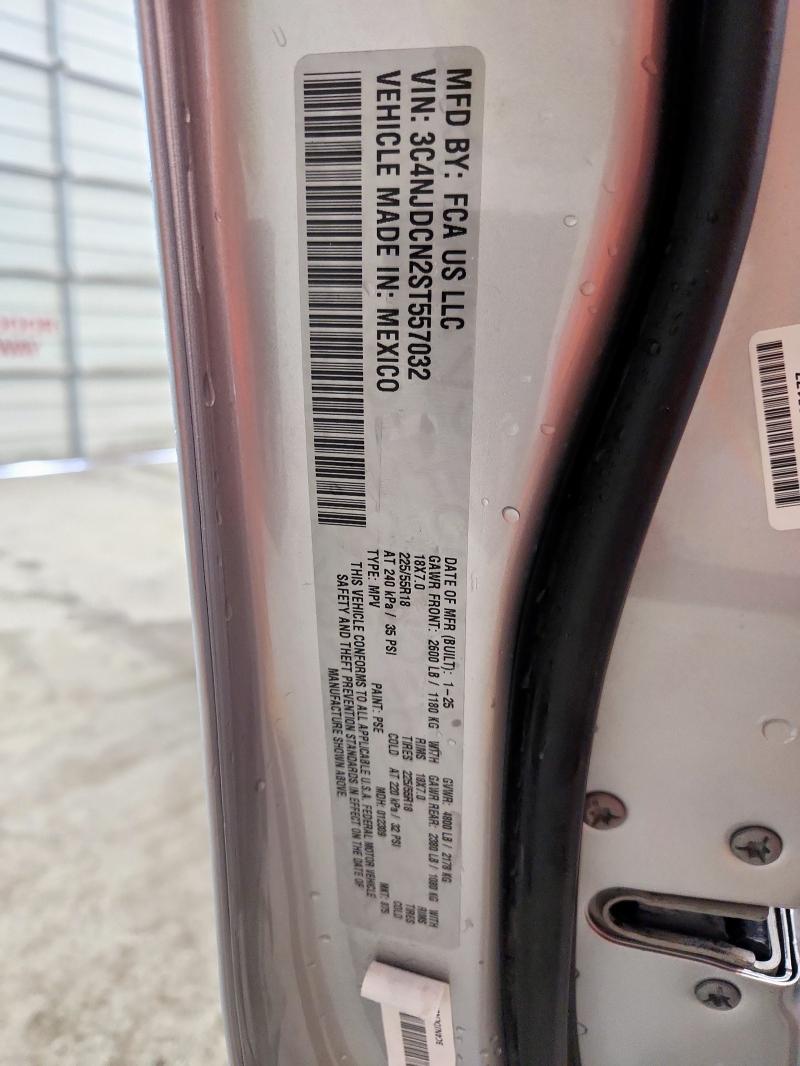 MFD BY: FCA US LLC
VIN: 3C4NJDCN2ST557032
VEHICLE MADE IN: MEXICO
DATE OF MFR (BUILT): 1-25 GVWR: 4800 LB / 2178 KG
GAWR FRONT: 2600 LB / 1180 KG WITH GAWR REAR: 2380 LB / 1080 KG WITH
18X7.0 RIMS 18X7.0 RIMS
225/55R18 TIRES 225/55R18 TIRES
AT 240 kPa / 35 PSI COLD AT 220 kPa / 32 PSI COLD
TYPE: MPV PAINT: PSE MDH: 012309 MKT: 875
THIS VEHICLE CONFORMS TO ALL APPLICABLE U.S.A. FEDERAL MOTOR VEHICLE
SAFETY AND THEFT PREVENTION STANDARDS IN EFFECT ON THE DATE OF
MANUFACTURE SHOWN ABOVE.